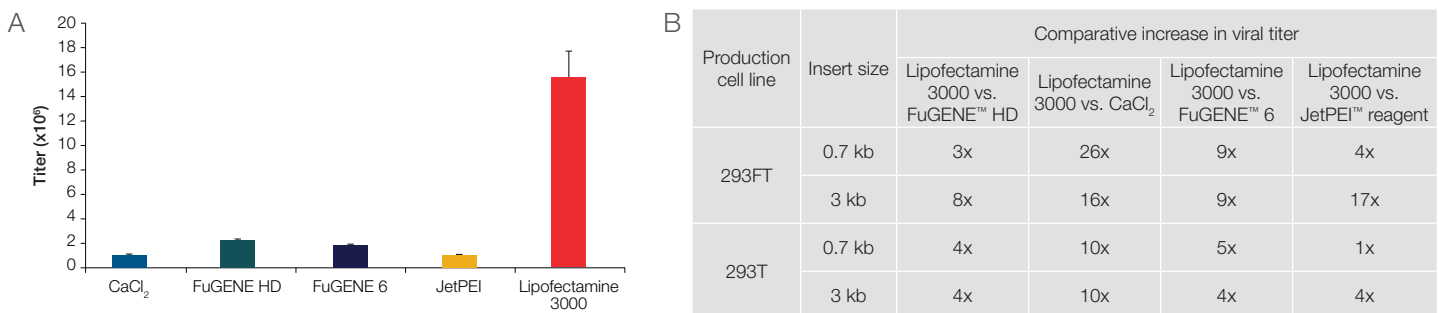 A
Titer (x10⁶)
20
18
16
14
12
10
8
6
4
2
0
CaCl₂
FuGENE HD
FuGENE 6
JetPEI
Lipofectamine
3000
B
Production
cell line
Insert size
Comparative increase in viral titer
Lipofectamine
3000 vs.
FuGENE™ HD
Lipofectamine
3000 vs. CaCl₂
Lipofectamine
3000 vs.
FuGENE™ 6
Lipofectamine
3000 vs.
JetPEI™ reagent
293FT
0.7 kb
3x
26x
9x
4x
3 kb
8x
16x
9x
17x
293T
0.7 kb
4x
10x
5x
1x
3 kb
4x
10x
4x
4x